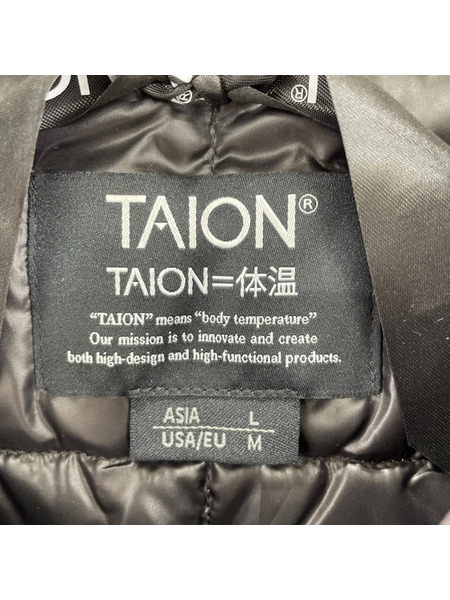 TAION®
TAION=体温
“TAION” means “body temperature”
Our mission is to innovate and create
both high-design and high-functional products.
ASIA L
USA/EU M